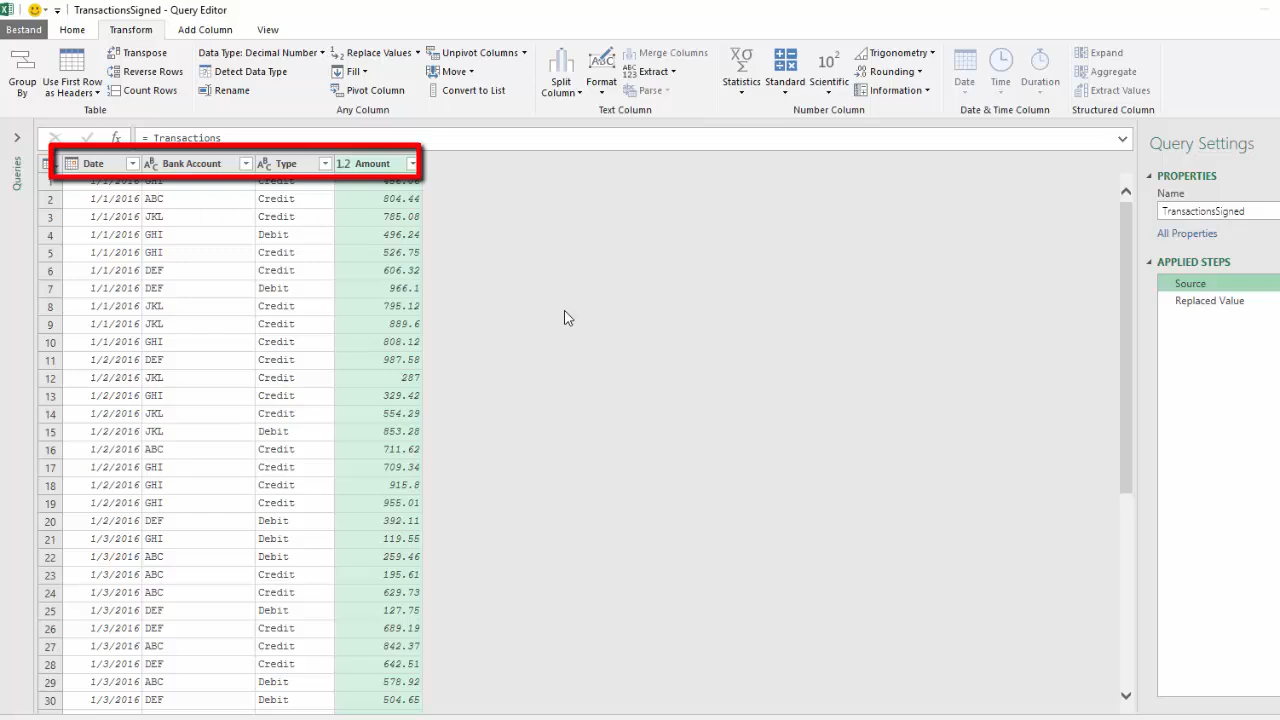 TransactionsSigned - Query Editor
Bestand Home Transform Add Column View
Group By
Use First Row as Headers
Transpose
Reverse Rows
Count Rows
Table
Data Type: Decimal Number
Detect Data Type
Rename
Replace Values
Fill
Pivot Column
Unpivot Columns
Move
Convert to List
Any Column
Split Column
Format
Merge Columns
Extract
Parse
Text Column
Statistics
Standard
Scientific
Trigonometry
Rounding
Information
Number Column
Date
Time
Duration
Date & Time Column
Expand
Aggregate
Extract Values
Structured Column
fx = Transactions
Queries
Date Bank Account Type 1.2 Amount
1 1/1/2016 GHI Credit
2 1/1/2016 ABC Credit 804.44
3 1/1/2016 JKL Credit 785.08
4 1/1/2016 GHI Debit 496.24
5 1/1/2016 GHI Credit 526.75
6 1/1/2016 DEF Credit 606.32
7 1/1/2016 DEF Debit 966.1
8 1/1/2016 JKL Credit 795.12
9 1/1/2016 JKL Credit 889.6
10 1/1/2016 GHI Credit 808.12
11 1/2/2016 DEF Credit 987.58
12 1/2/2016 JKL Credit 287
13 1/2/2016 GHI Credit 329.42
14 1/2/2016 JKL Credit 554.29
15 1/2/2016 JKL Debit 853.28
16 1/2/2016 ABC Credit 711.62
17 1/2/2016 GHI Credit 709.34
18 1/2/2016 GHI Credit 915.8
19 1/2/2016 GHI Credit 955.01
20 1/2/2016 DEF Debit 392.11
21 1/3/2016 GHI Debit 119.55
22 1/3/2016 ABC Debit 259.46
23 1/3/2016 ABC Credit 195.61
24 1/3/2016 ABC Credit 629.73
25 1/3/2016 DEF Debit 127.75
26 1/3/2016 DEF Credit 689.19
27 1/3/2016 ABC Credit 842.37
28 1/3/2016 DEF Credit 642.51
29 1/3/2016 ABC Debit 578.92
30 1/3/2016 DEF Debit 504.65
Query Settings
PROPERTIES
Name
TransactionsSigned
All Properties
APPLIED STEPS
Source
Replaced Value